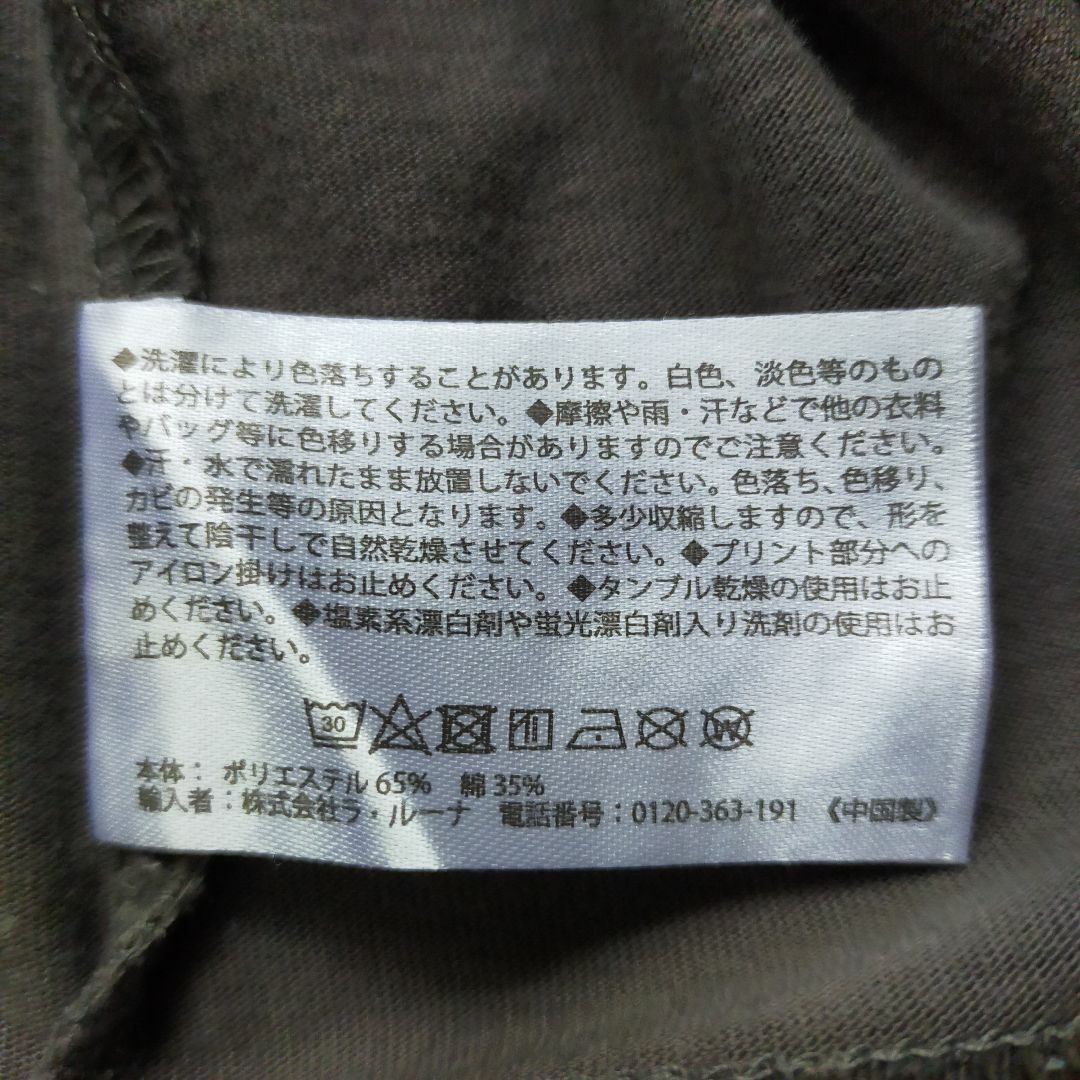 ◆洗濯により色落ちすることがあります。白色、淡色等のもの
とは分けて洗濯してください。◆摩擦や雨・汗などで他の衣料
やバッグ等に色移りする場合がありますのでご注意ください。
◆汗・水で濡れたまま放置しないでください。色落ち、色移り、
カビの発生等の原因となります。◆多少収縮しますので、形を
整えて陰干しで自然乾燥させてください。◆プリント部分への
アイロン掛けはお止めください。◆タンブル乾燥の使用はお止
めください。◆塩素系漂白剤や蛍光漂白剤入り洗剤の使用はお
止めください。
30 W
本体：ポリエステル65% 綿35%
輸入者：株式会社ラ・ルーナ 電話番号：0120-363-191 《中国製》